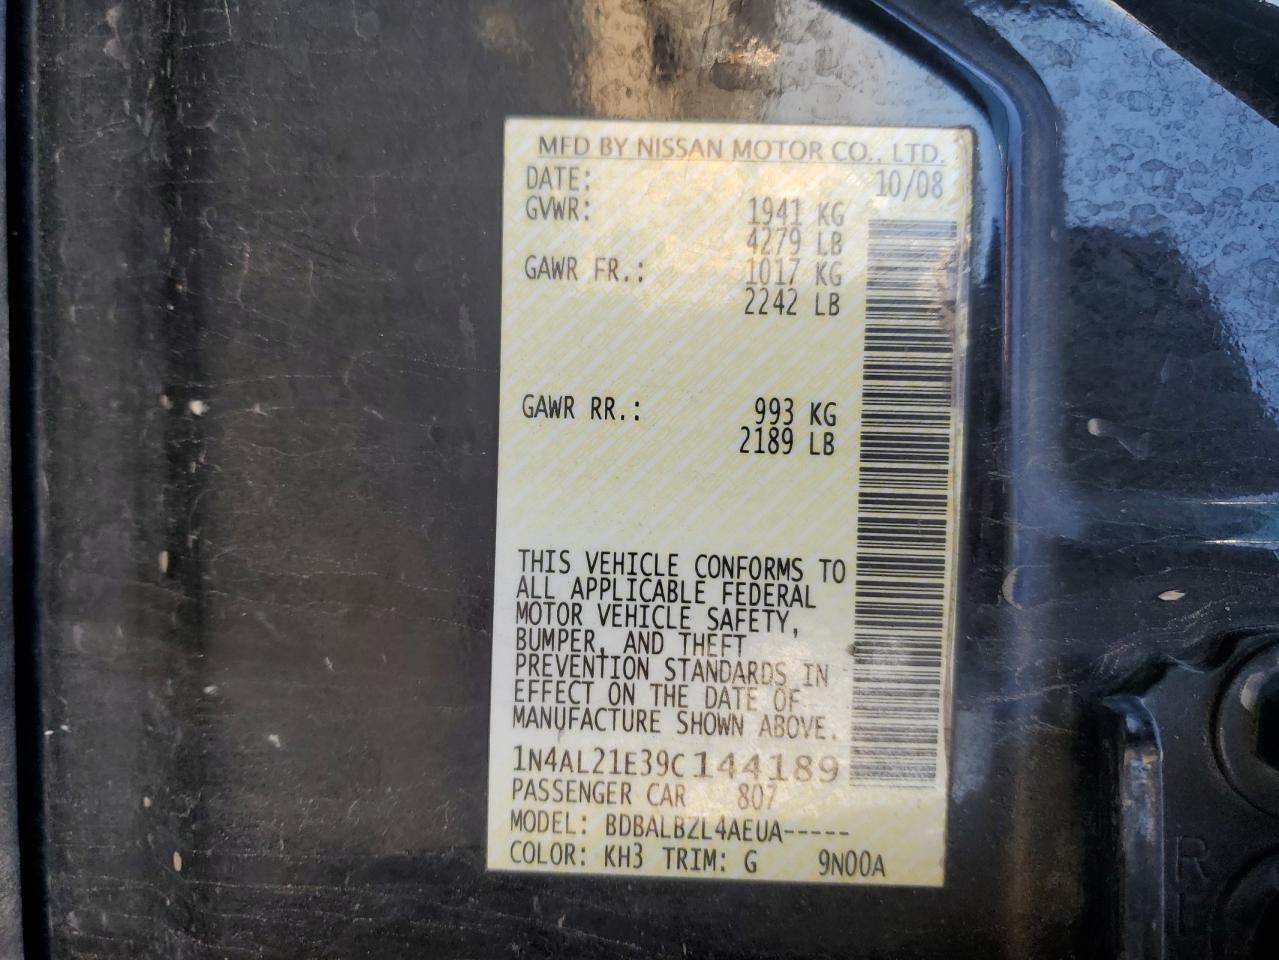 MFD BY NISSAN MOTOR CO., LTD.
DATE: 10/08
GVWR: 1941 KG
4279 LB
GAWR FR.: 1017 KG
2242 LB
GAWR RR.: 993 KG
2189 LB
THIS VEHICLE CONFORMS TO
ALL APPLICABLE FEDERAL
MOTOR VEHICLE SAFETY,
BUMPER, AND THEFT
PREVENTION STANDARDS IN
EFFECT ON THE DATE OF
MANUFACTURE SHOWN ABOVE.
1N4AL21E39C144189
PASSENGER CAR 807
MODEL: BDBALBZL4AEUA-----
COLOR: KH3 TRIM: G 9N00A
R